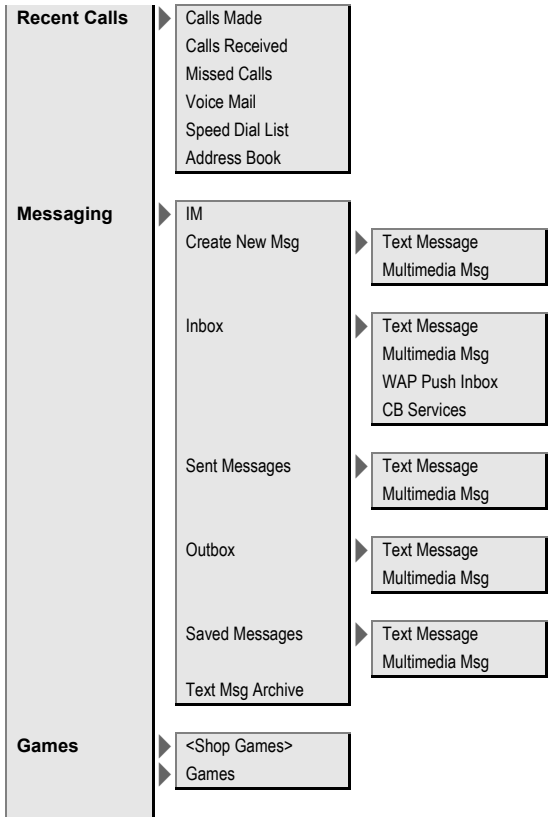 Recent Calls
Calls Made
Calls Received
Missed Calls
Voice Mail
Speed Dial List
Address Book
Messaging
IM
Create New Msg
Text Message
Multimedia Msg
Inbox
Text Message
Multimedia Msg
WAP Push Inbox
CB Services
Sent Messages
Text Message
Multimedia Msg
Outbox
Text Message
Multimedia Msg
Saved Messages
Text Message
Multimedia Msg
Text Msg Archive
Games
<Shop Games>
Games